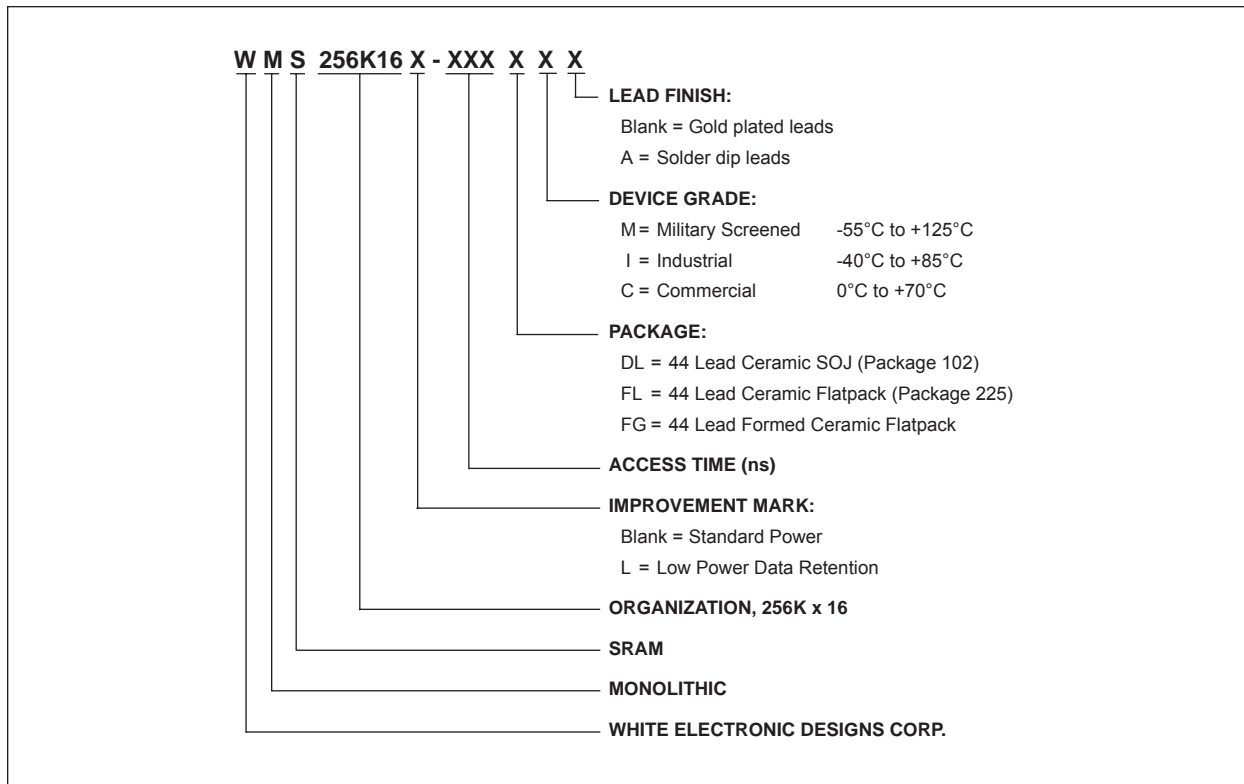 W M S 256K16 X - XXX X X X
LEAD FINISH:
Blank = Gold plated leads
A = Solder dip leads
DEVICE GRADE:
M = Military Screened -55°C to +125°C
I = Industrial -40°C to +85°C
C = Commercial 0°C to +70°C
PACKAGE:
DL = 44 Lead Ceramic SOJ (Package 102)
FL = 44 Lead Ceramic Flatpack (Package 225)
FG = 44 Lead Formed Ceramic Flatpack
ACCESS TIME (ns)
IMPROVEMENT MARK:
Blank = Standard Power
L = Low Power Data Retention
ORGANIZATION, 256K x 16
SRAM
MONOLITHIC
WHITE ELECTRONIC DESIGNS CORP.